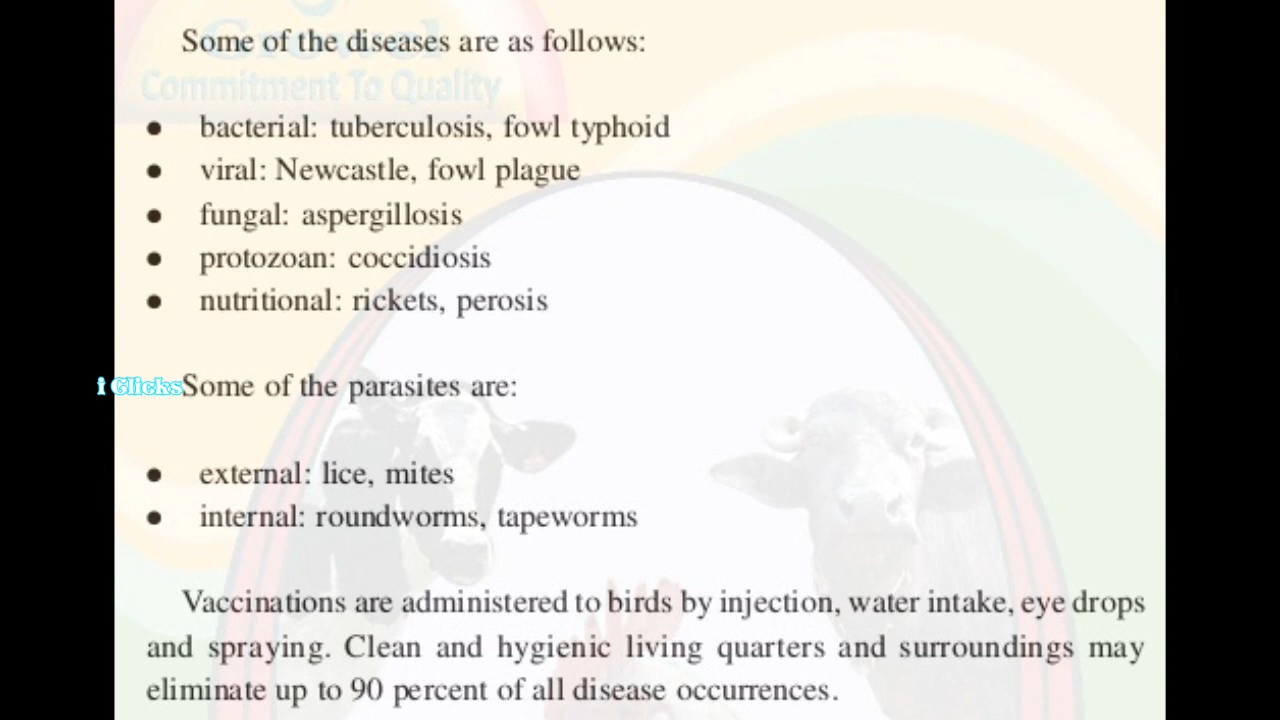 Growel
Commitment To Quality
Some of the diseases are as follows:
● bacterial: tuberculosis, fowl typhoid
● viral: Newcastle, fowl plague
● fungal: aspergillosis
● protozoan: coccidiosis
● nutritional: rickets, perosis
i Glicks
Some of the parasites are:
● external: lice, mites
● internal: roundworms, tapeworms
Vaccinations are administered to birds by injection, water intake, eye drops
and spraying. Clean and hygienic living quarters and surroundings may
eliminate up to 90 percent of all disease occurrences.